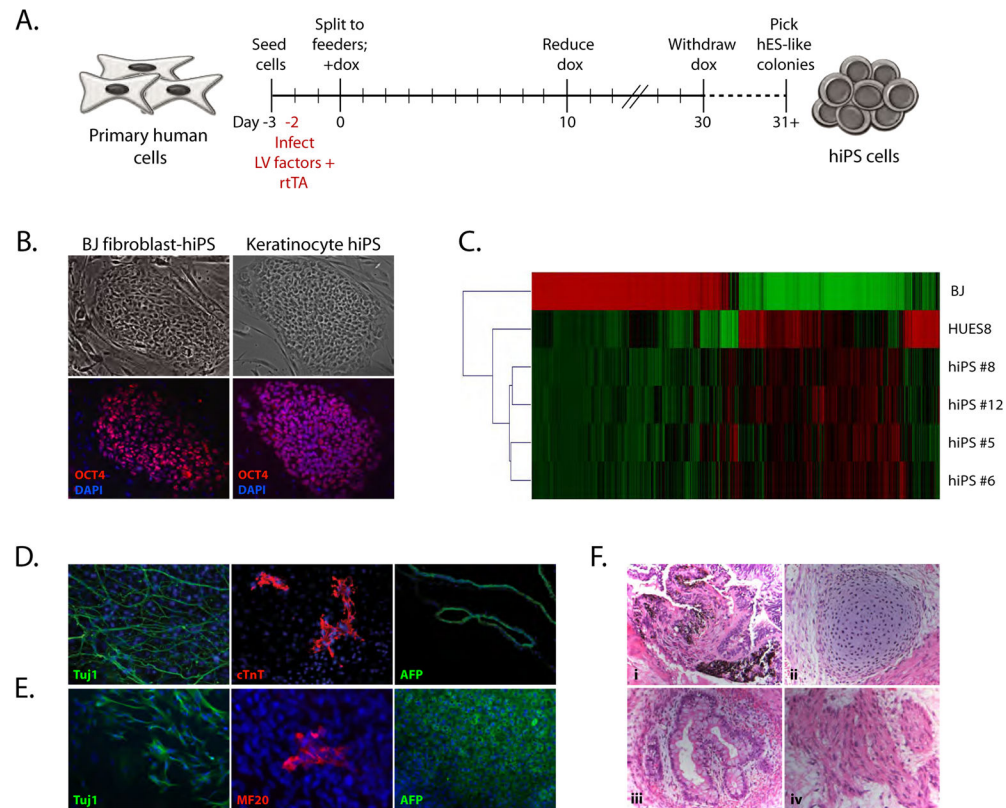 A.
Primary human
cells
Seed
cells
Split to
feeders;
+dox
Reduce
dox
Withdraw
dox
Pick
hES-like
colonies
Day -3
-2
0
10
30
31+
Infect
LV factors +
rtTA
hiPS cells
B.
BJ fibroblast-hiPS
Keratinocyte hiPS
OCT4
DAPI
OCT4
DAPI
C.
BJ
HUES8
hiPS #8
hiPS #12
hiPS #5
hiPS #6
D.
Tuj1
cTnT
AFP
E.
Tuj1
MF20
AFP
F.
i
ii
iii
iv